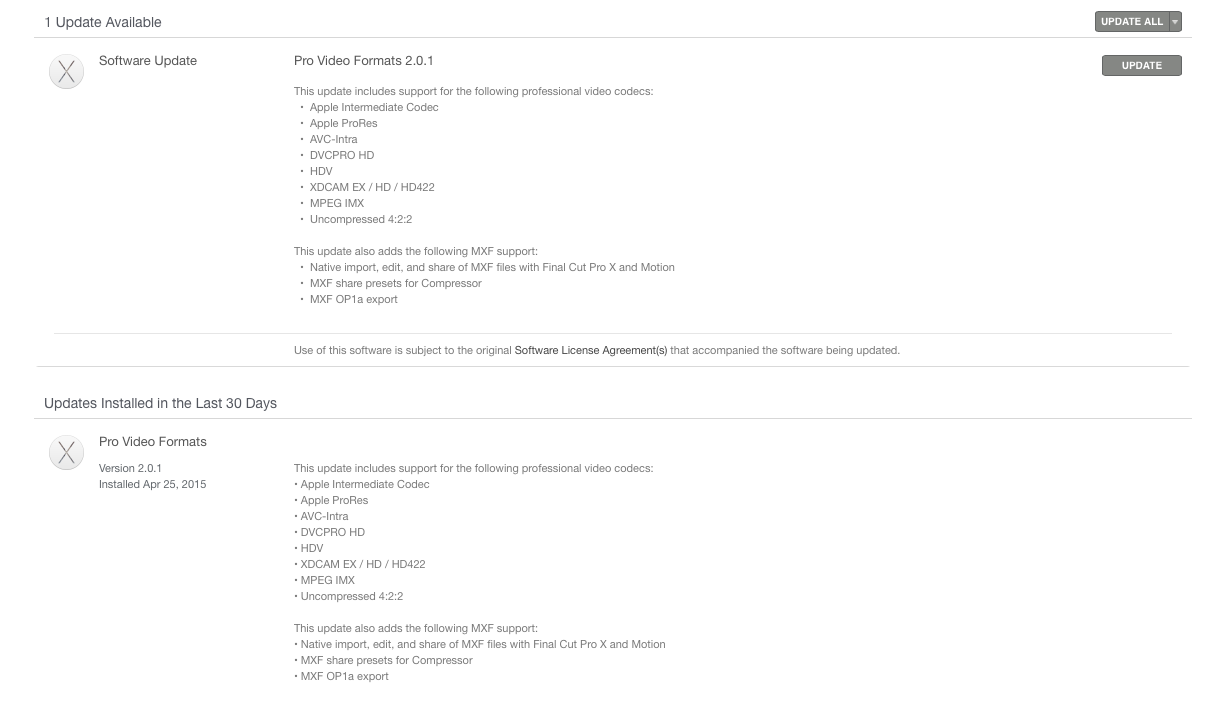 1 Update Available
UPDATE ALL
Software Update
Pro Video Formats 2.0.1
UPDATE
This update includes support for the following professional video codecs:
• Apple Intermediate Codec
• Apple ProRes
• AVC-Intra
• DVCPRO HD
• HDV
• XDCAM EX / HD / HD422
• MPEG IMX
• Uncompressed 4:2:2
This update also adds the following MXF support:
• Native import, edit, and share of MXF files with Final Cut Pro X and Motion
• MXF share presets for Compressor
• MXF OP1a export
Use of this software is subject to the original Software License Agreement(s) that accompanied the software being updated.
Updates Installed in the Last 30 Days
Pro Video Formats
Version 2.0.1
Installed Apr 25, 2015
This update includes support for the following professional video codecs:
• Apple Intermediate Codec
• Apple ProRes
• AVC-Intra
• DVCPRO HD
• HDV
• XDCAM EX / HD / HD422
• MPEG IMX
• Uncompressed 4:2:2
This update also adds the following MXF support:
• Native import, edit, and share of MXF files with Final Cut Pro X and Motion
• MXF share presets for Compressor
• MXF OP1a export